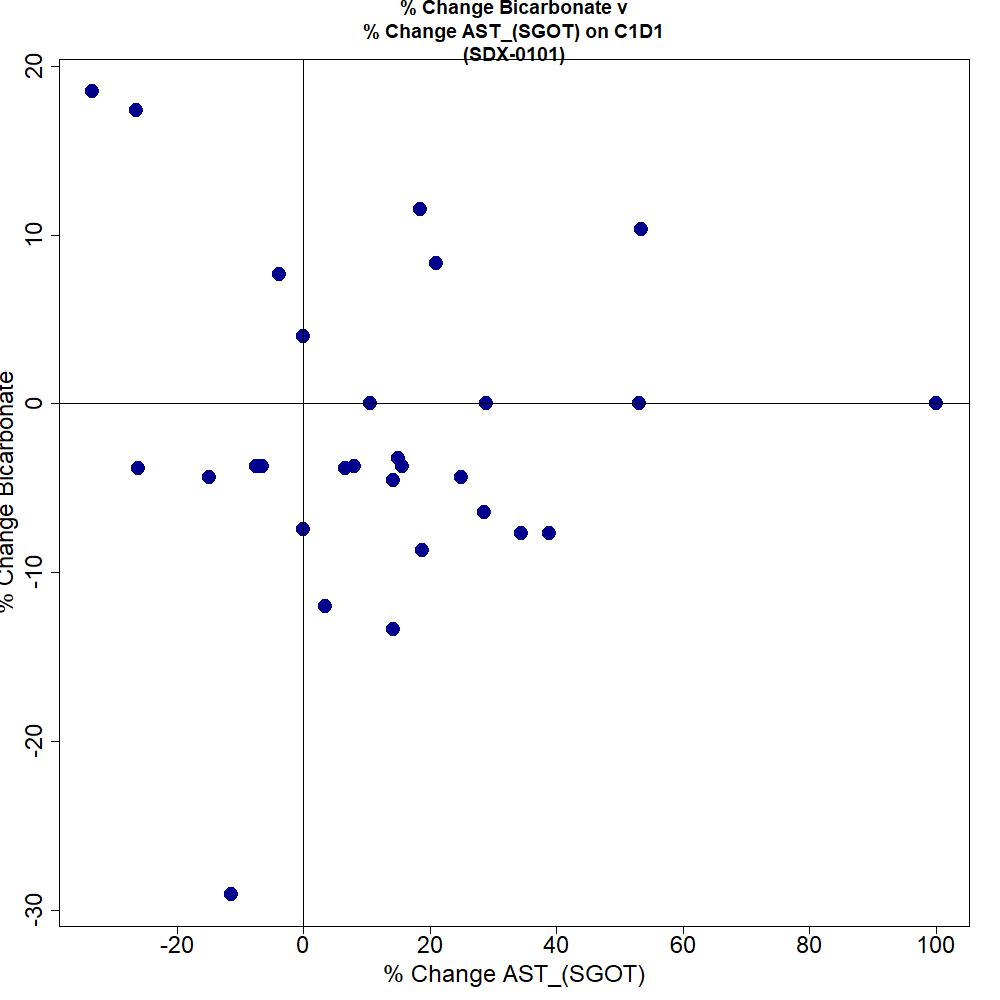 % Change Bicarbonate v
% Change AST_(SGOT) on C1D1
(SDX-0101)
% Change Bicarbonate
20
10
0
-10
-20
-30
-20
0
20
40
60
80
100
% Change AST_(SGOT)